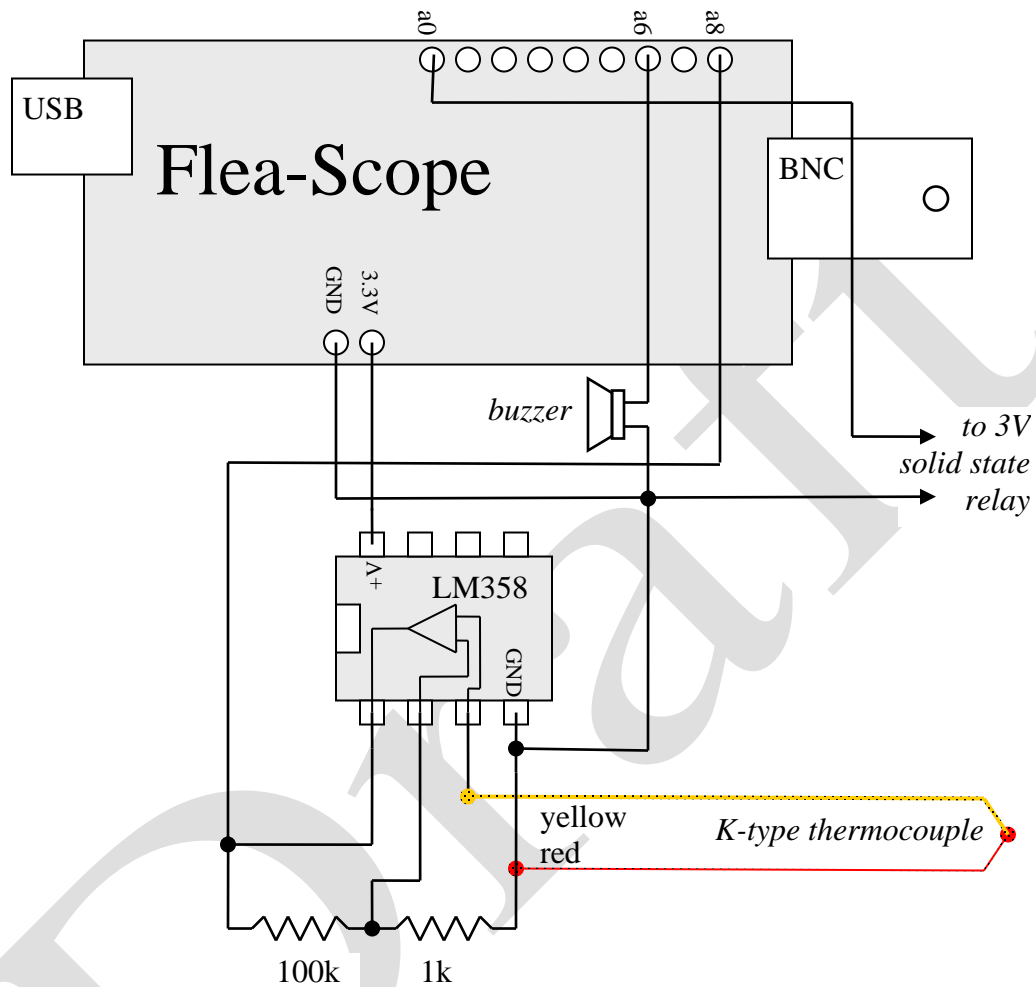 a0
a6
a8
USB
Flea-Scope
BNC
GND
3.3V
buzzer
to 3V
solid state
relay
V+
LM358
GND
yellow
red
K-type thermocouple
100k
1k
Draft